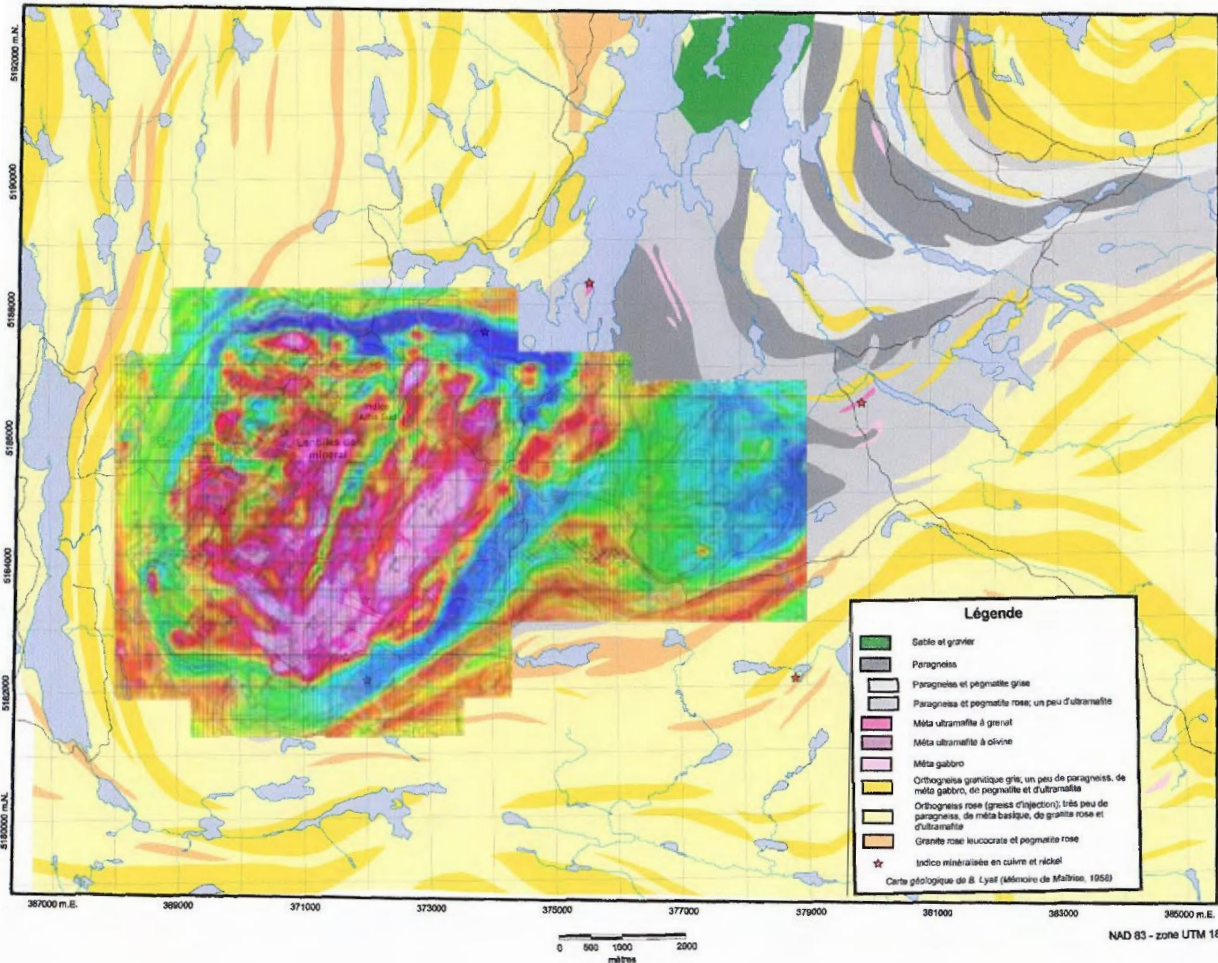 5192000 m.N.
5190000
5188000
5186000
5184000
5182000
5180000 m.N.
Lentilles de
minéral
Légende
Sable et gravier
Paragneiss
Paragneiss et pegmatite grise
Paragneiss et pegmatite rose; un peu d'ultramafite
Méta ultramafite à grenat
Méta ultramafite à olivine
Méta gabbro
Orthogneiss granitique gris; un peu de paragneiss, de
méta gabbro, de pegmatite et d'ultramafite
Orthogneiss rose (gneiss d'injection); très peu de
paragneiss, de méta basique, de granite rose et
d'ultramafite
Granite rose leucocrate et pegmatite rose
Indice minéralisée en cuivre et nickel
Carte géologique de B. Lyall (Mémoire de Maîtrise, 1958)
367000 m.E.
369000
371000
373000
375000
377000
379000
381000
383000
385000 m.E.
NAD 83 - zone UTM 18
0 500 1000 2000
mètres